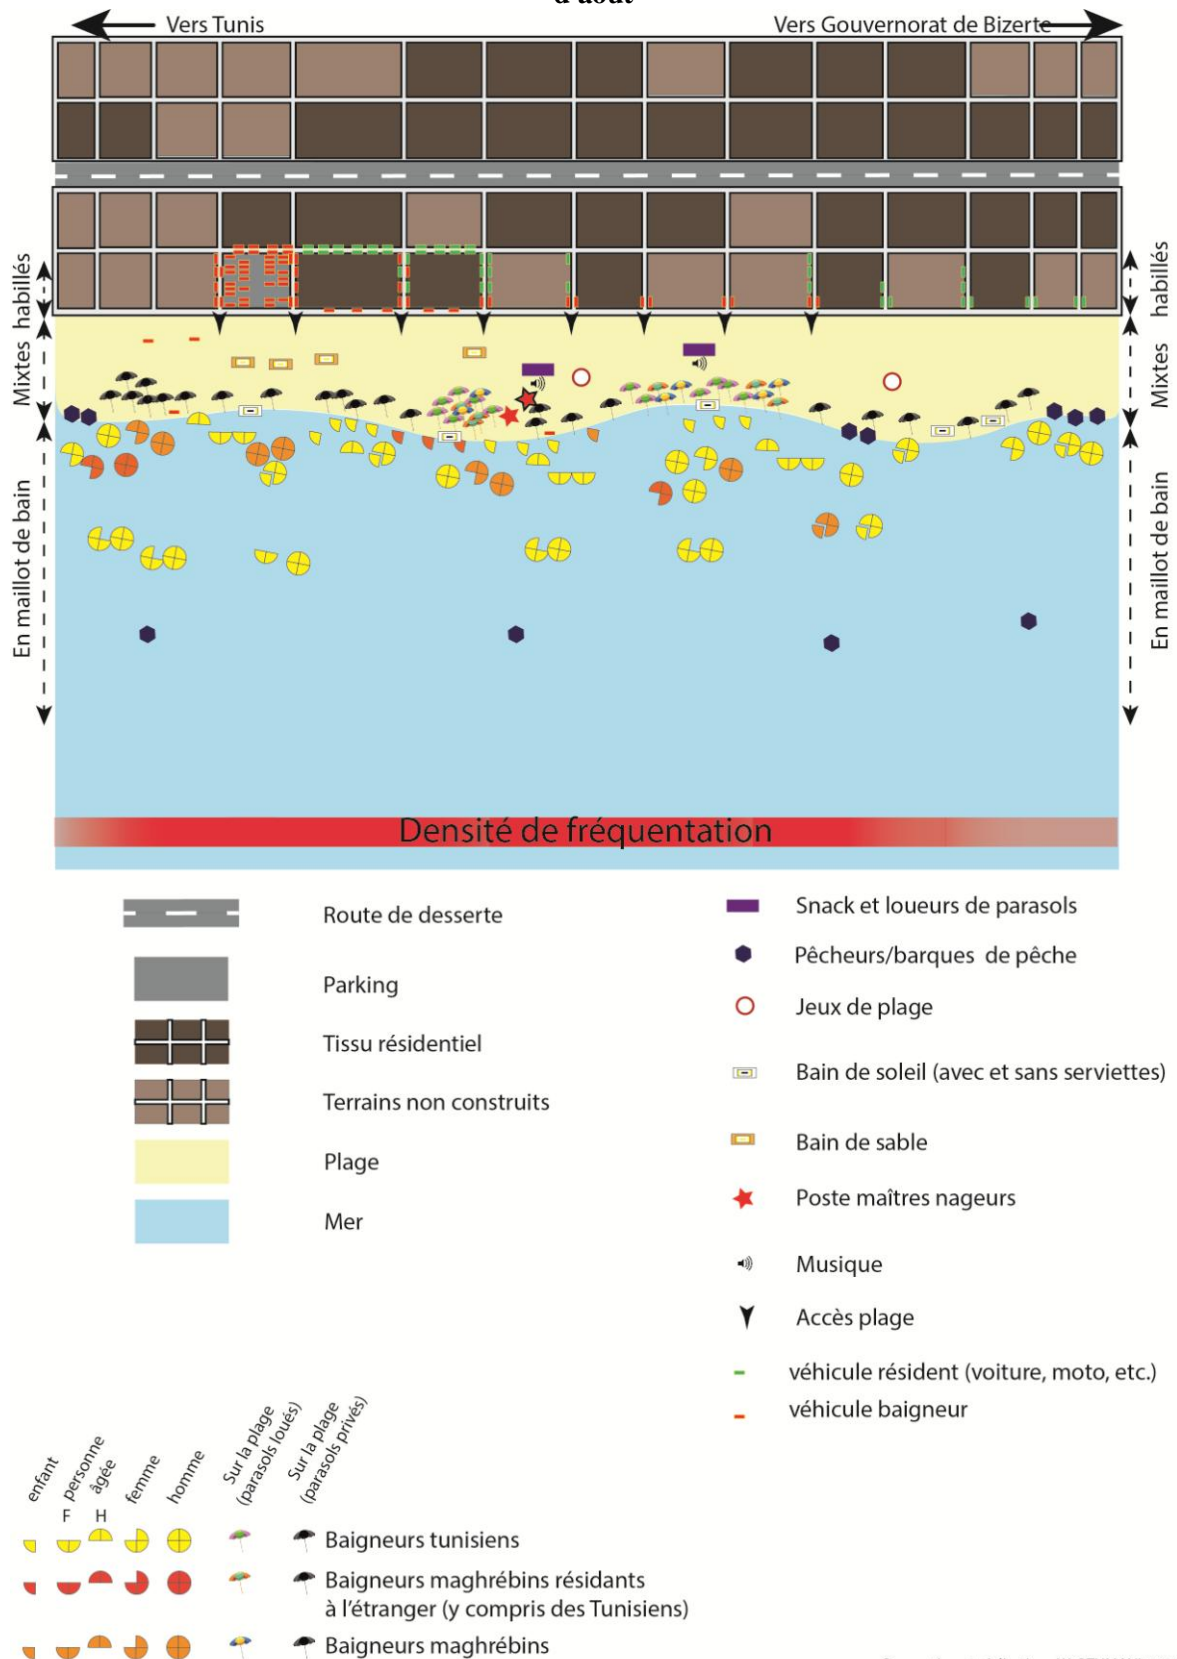 d'août
Vers Tunis
Vers Gouvernorat de Bizerte
habillés
Mixtes
En maillot de bain
habillés
Mixtes
En maillot de bain
Densité de fréquentation
Route de desserte
Parking
Tissu résidentiel
Terrains non construits
Plage
Mer
Snack et loueurs de parasols
Pêcheurs/barques de pêche
Jeux de plage
Bain de soleil (avec et sans serviettes)
Bain de sable
Poste maîtres nageurs
Musique
Accès plage
véhicule résident (voiture, moto, etc.)
véhicule baigneur
enfant
personne
âgée
F H
femme
homme
Sur la plage
(parasols loués)
Sur la plage
(parasols privés)
Baigneurs tunisiens
Baigneurs maghrébins résidants
à l'étranger (y compris des Tunisiens)
Baigneurs maghrébins